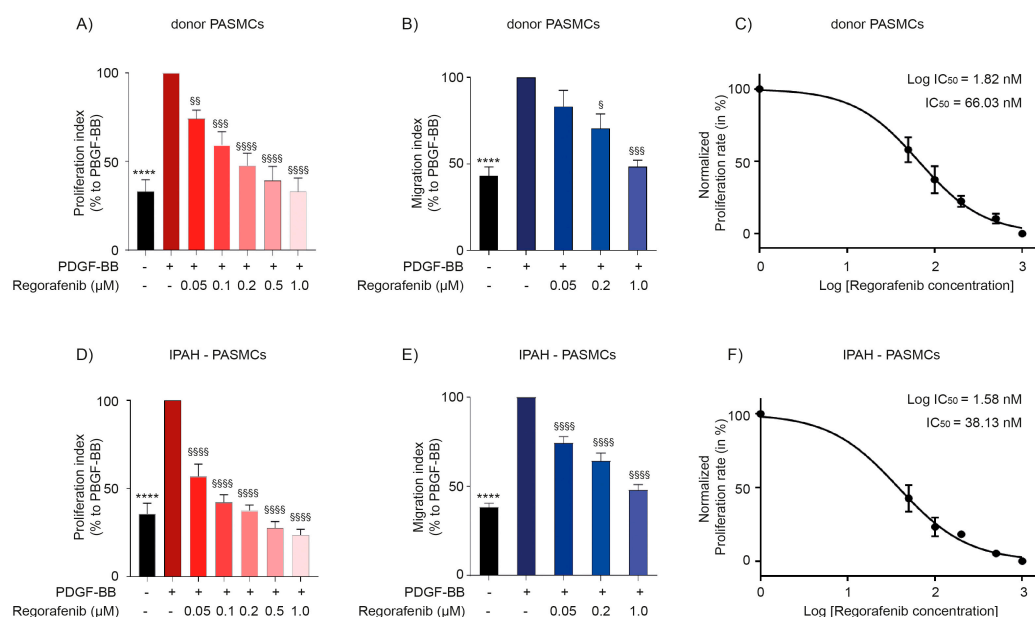 A)
donor PASMCs
Proliferation index
(% to PBGF-BB)
100
50
0
****
§§
§§§
§§§§
§§§§
§§§§
PDGF-BB - + + + + + +
Regorafenib (µM) - - 0.05 0.1 0.2 0.5 1.0
B)
donor PASMCs
Migration index
(% to PBGF-BB)
100
50
0
****
§
§§§
PDGF-BB - + + + +
Regorafenib (µM) - - 0.05 0.2 1.0
C)
donor PASMCs
Log IC50 = 1.82 nM
IC50 = 66.03 nM
Normalized
Proliferation rate (in %)
100
50
0
0 1 2 3
Log [Regorafenib concentration]
D)
IPAH - PASMCs
Proliferation index
(% to PBGF-BB)
100
50
0
****
§§§§
§§§§
§§§§
§§§§
§§§§
PDGF-BB - + + + + + +
Regorafenib (µM) - - 0.05 0.1 0.2 0.5 1.0
E)
IPAH - PASMCs
Migration index
(% to PBGF-BB)
100
50
0
****
§§§§
§§§§
§§§§
PDGF-BB - + + + +
Regorafenib (µM) - - 0.05 0.2 1.0
F)
IPAH - PASMCs
Log IC50 = 1.58 nM
IC50 = 38.13 nM
Normalized
Proliferation rate (in %)
100
50
0
0 1 2 3
Log [Regorafenib concentration]